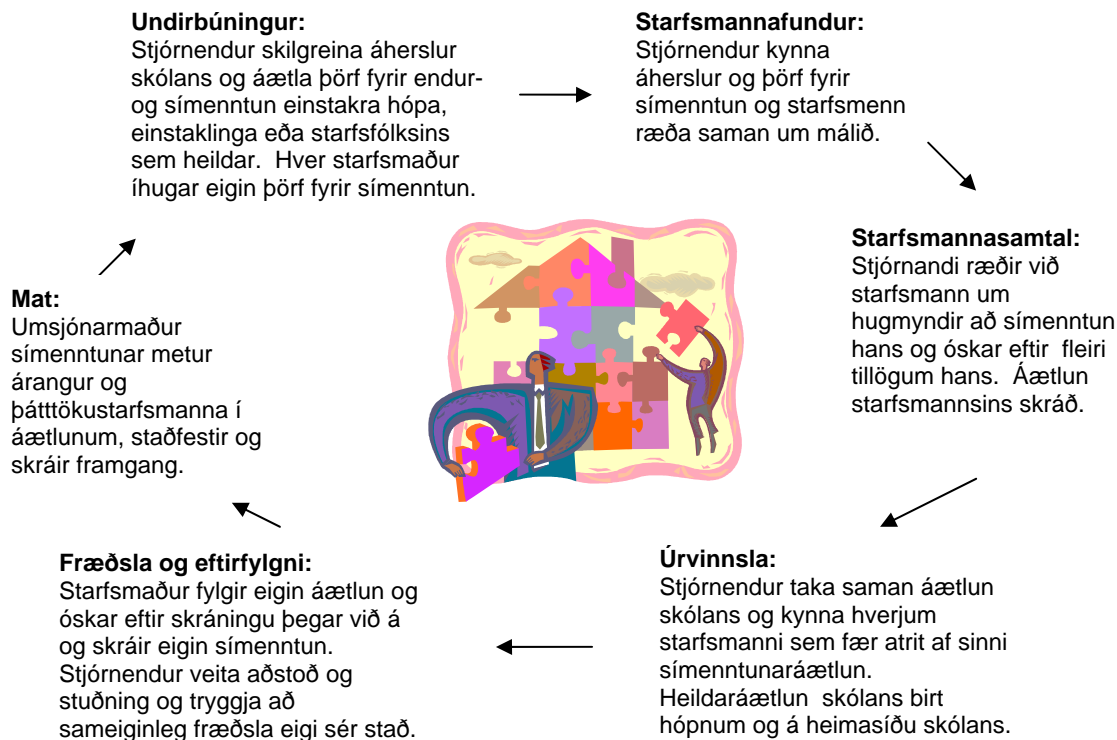 Undirbúningur:
Stjórnendur skilgreina áherslur
skólans og áætla þörf fyrir endur-
og símenntun einstakra hópa,
einstaklinga eða starfsfólksins
sem heildar.  Hver starfsmaður
íhugar eigin þörf fyrir símenntun.
Starfsmannafundur:
Stjórnendur kynna
áherslur og þörf fyrir
símenntun og starfsmenn
ræða saman um málið.
Starfsmannasamtal:
Stjórnandi ræðir við
starfsmann um
hugmyndir að símenntun
hans og óskar eftir  fleiri
tillögum hans.  Áætlun
starfsmannsins skráð.
Úrvinnsla:
Stjórnendur taka saman áætlun
skólans og kynna hverjum
starfsmanni sem fær atrit af sinni
símenntunaráætlun.
Heildaráætlun  skólans birt
hópnum og á heimasíðu skólans.
Fræðsla og eftirfylgni:
Starfsmaður fylgir eigin áætlun og
óskar eftir skráningu þegar við á
og skráir eigin símenntun.
Stjórnendur veita aðstoð og
stuðning og tryggja að
sameiginleg fræðsla eigi sér stað.
Mat:
Umsjónarmaður
símenntunar metur
árangur og
þátttökustarfsmanna í
áætlunum, staðfestir og
skráir framgang.